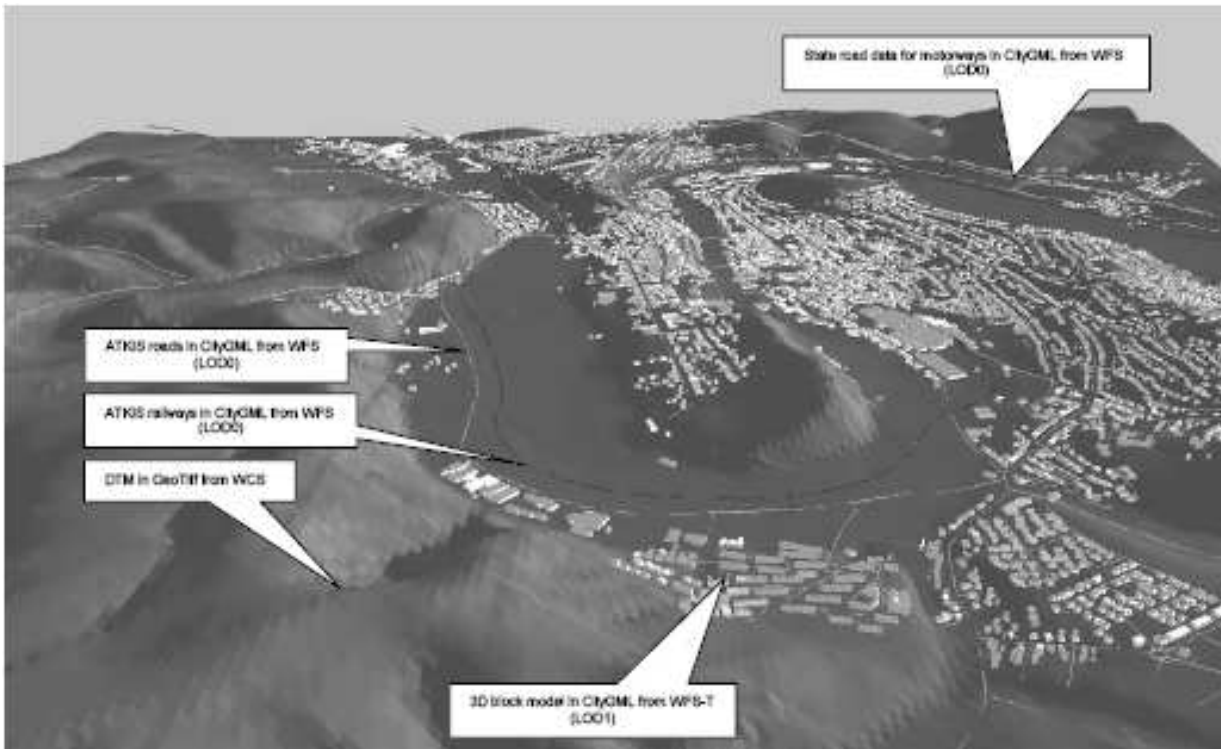 State road data for motorways in CityGML from WFS
(LOD0)
ATKIS roads in CityGML from WFS
(LOD0)
ATKIS railways in CityGML from WFS
(LOD0)
DTM in GeoTiff from WCS
3D block model in CityGML from WFS-T
(LOD1)